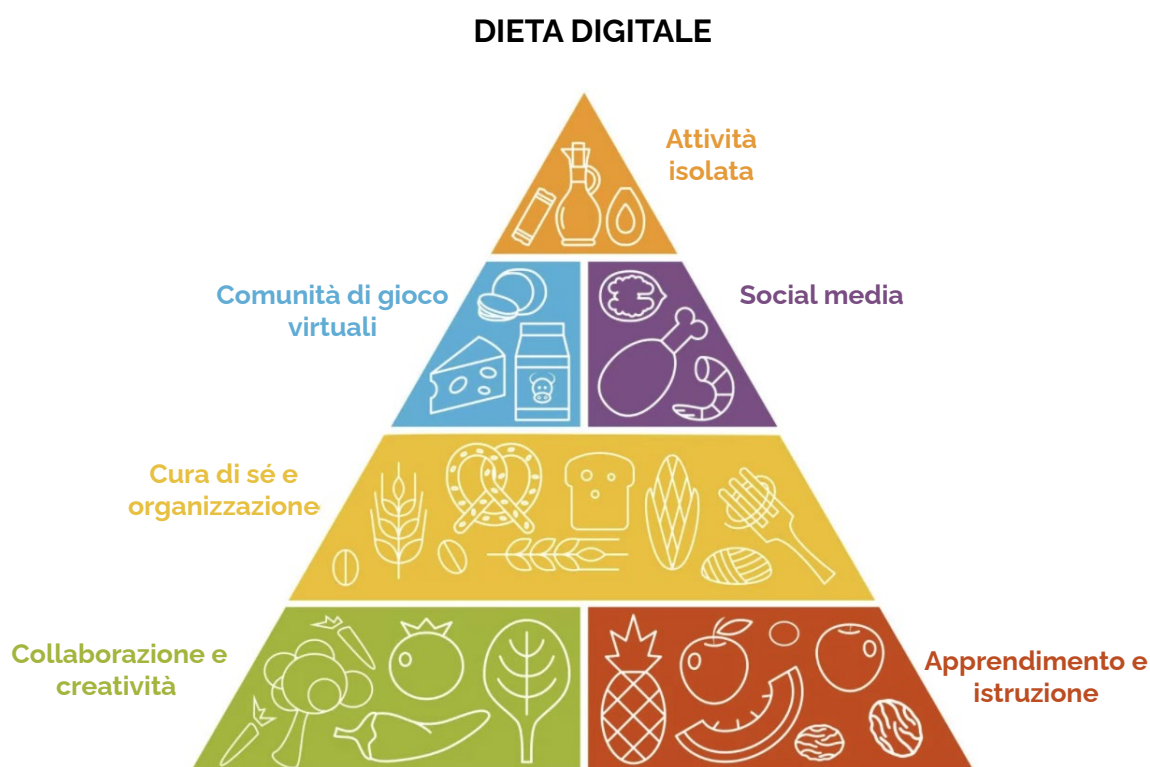 DIETA DIGITALE
Attività
isolata
Comunità di gioco
virtuali
Social media
Cura di sé e
organizzazione
Collaborazione e
creatività
Apprendimento e
istruzione